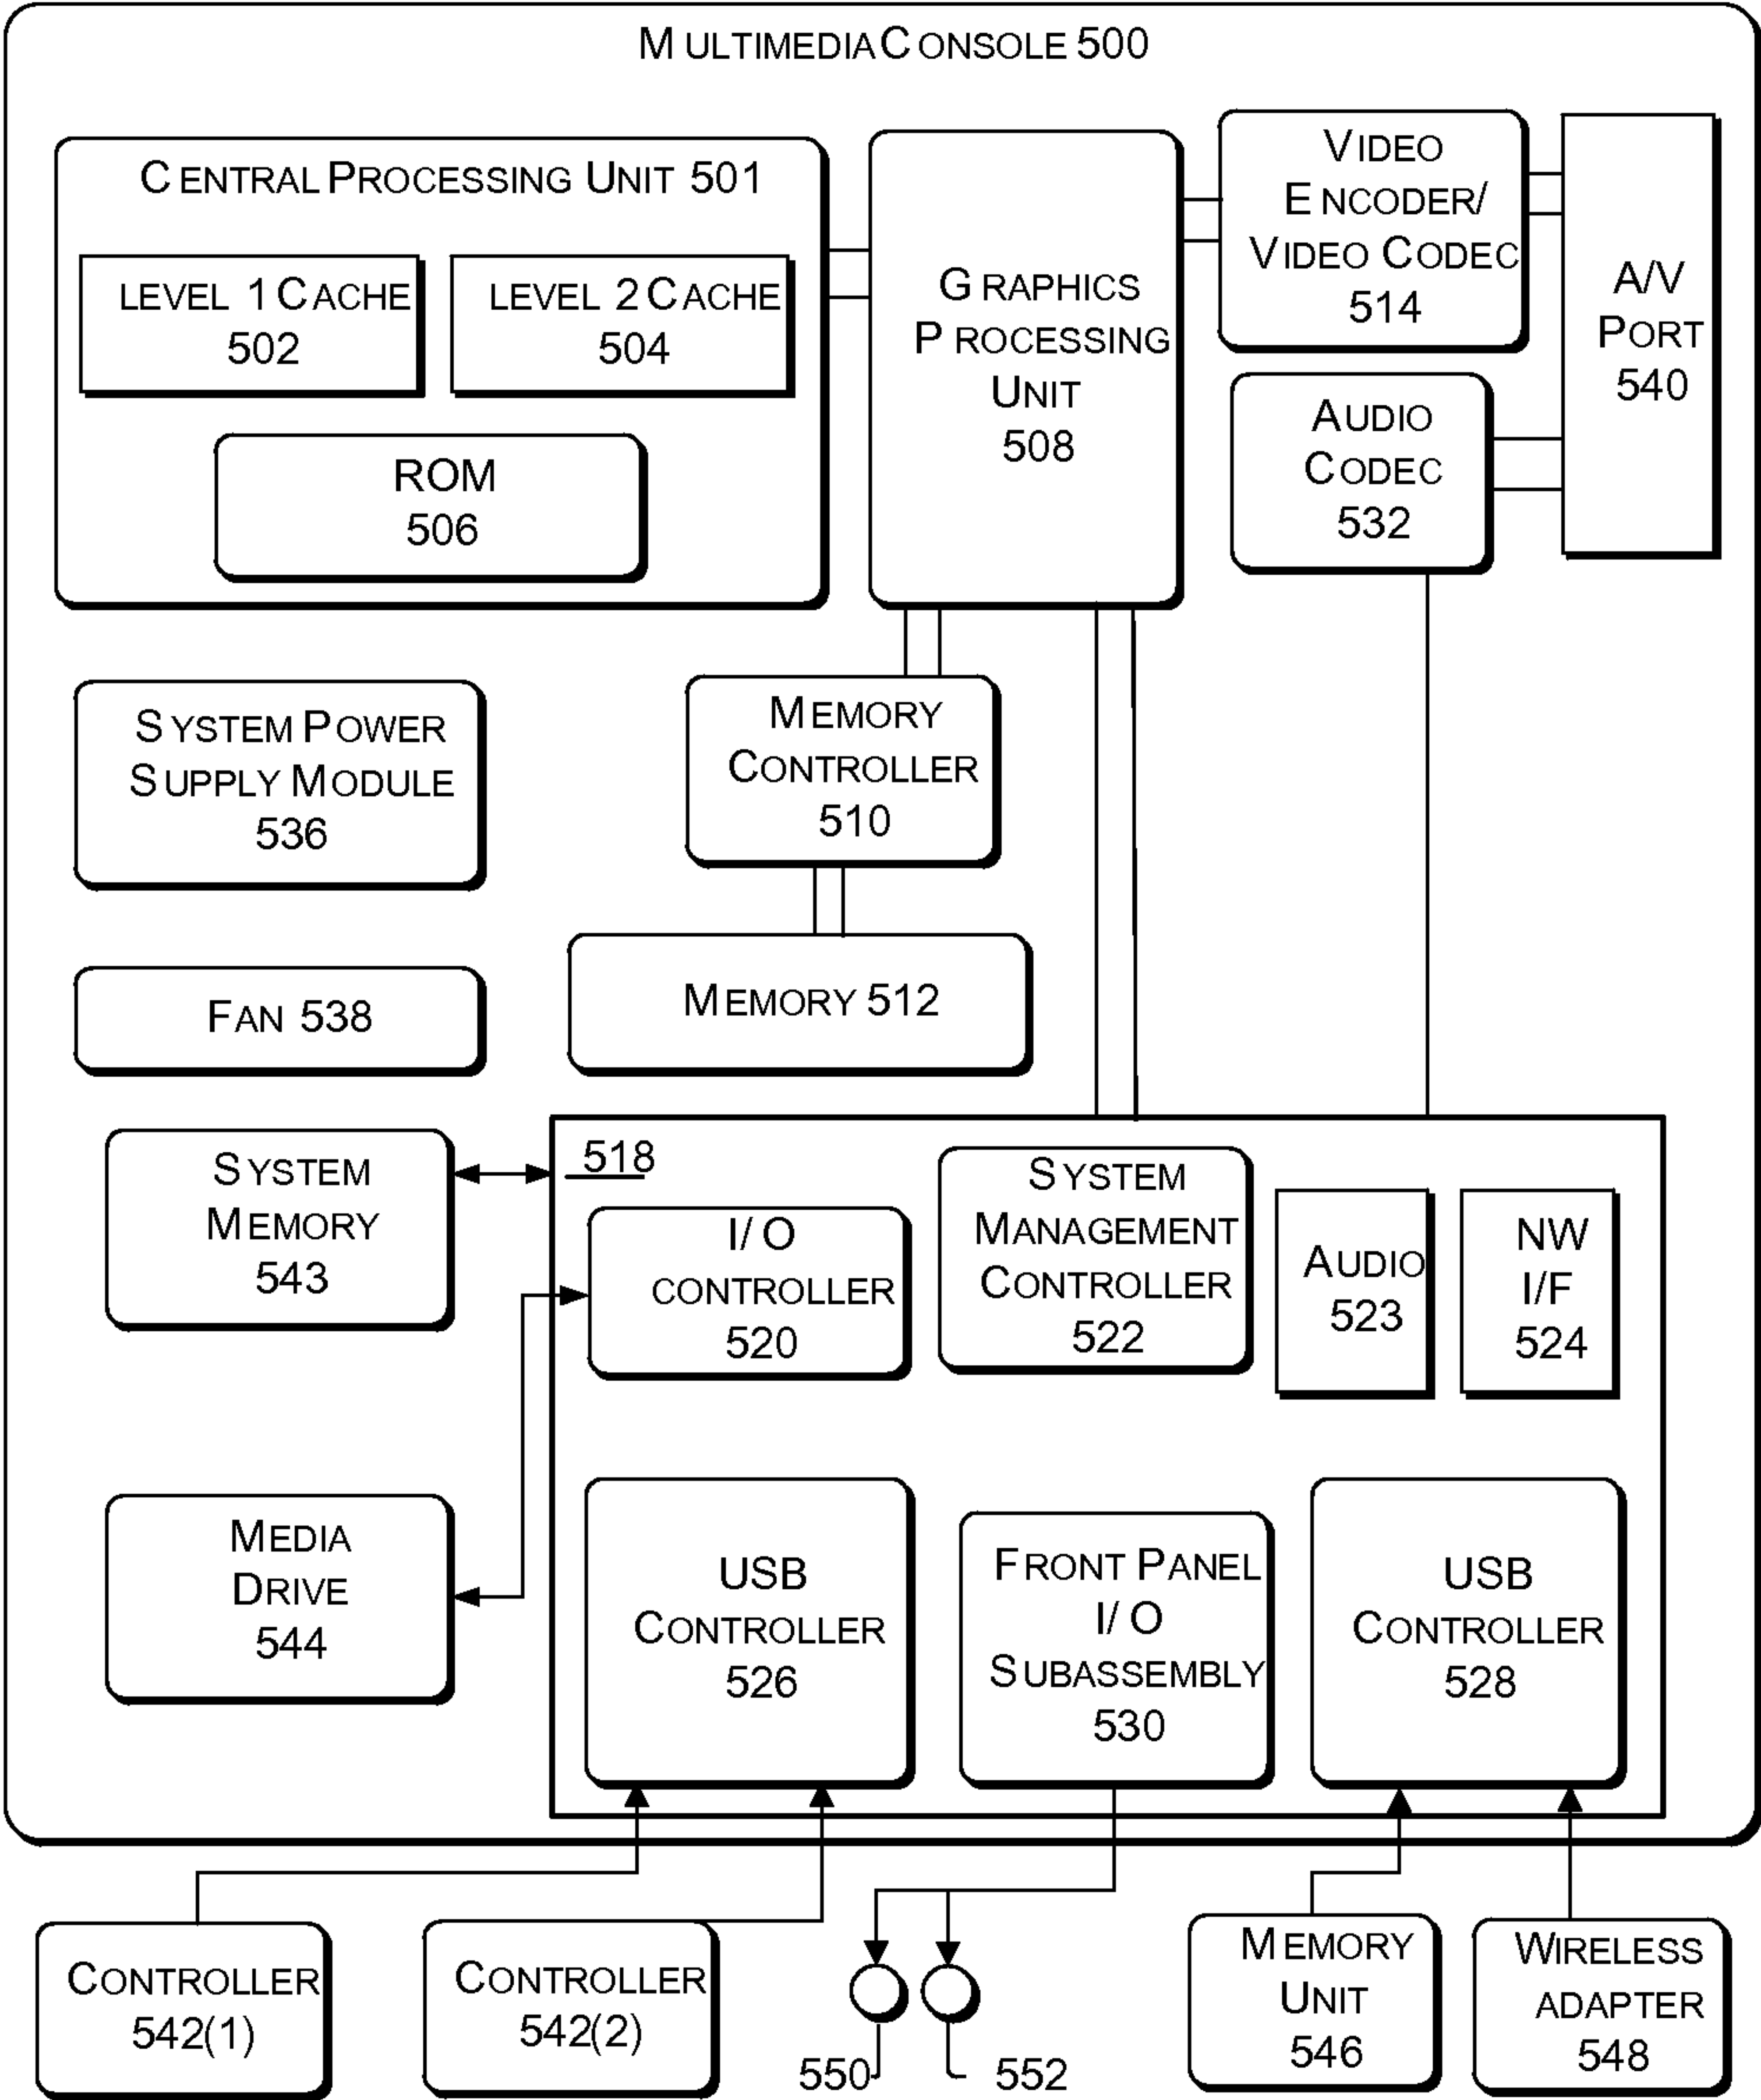 MULTIMEDIA CONSOLE 500
CENTRAL PROCESSING UNIT 501
LEVEL 1 CACHE
502
LEVEL 2 CACHE
504
ROM
506
GRAPHICS
PROCESSING
UNIT
508
VIDEO
ENCODER/
VIDEO CODEC
514
A/V
PORT
540
AUDIO
CODEC
532
SYSTEM POWER
SUPPLY MODULE
536
MEMORY
CONTROLLER
510
FAN 538
MEMORY 512
SYSTEM
MEMORY
543
518
I/O
CONTROLLER
520
SYSTEM
MANAGEMENT
CONTROLLER
522
AUDIO
523
NW
I/F
524
MEDIA
DRIVE
544
USB
CONTROLLER
526
FRONT PANEL
I/O
SUBASSEMBLY
530
USB
CONTROLLER
528
CONTROLLER
542(1)
CONTROLLER
542(2)
550
552
MEMORY
UNIT
546
WIRELESS
ADAPTER
548